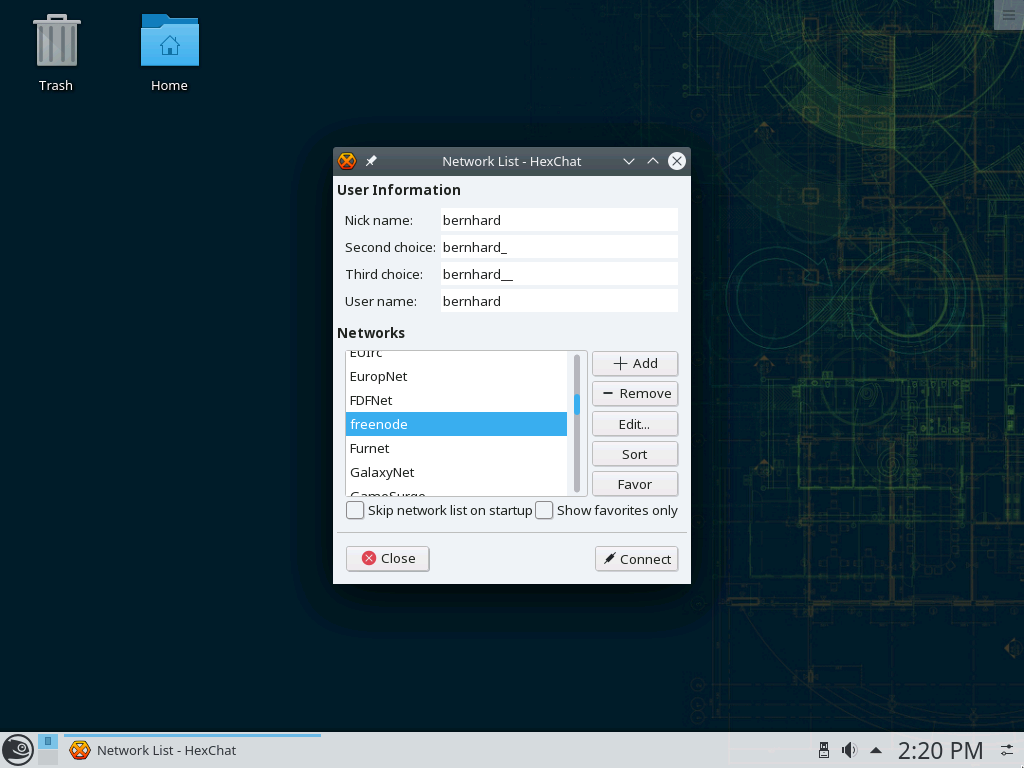 Trash
Home
Network List - HexChat
User Information
Nick name: bernhard
Second choice: bernhard_
Third choice: bernhard__
User name: bernhard
Networks
EUIrc
EuropNet
FDFNet
freenode
Furnet
GalaxyNet
GameSurge
Add
Remove
Edit...
Sort
Favor
Skip network list on startup
Show favorites only
Close
Connect
Network List - HexChat
2:20 PM